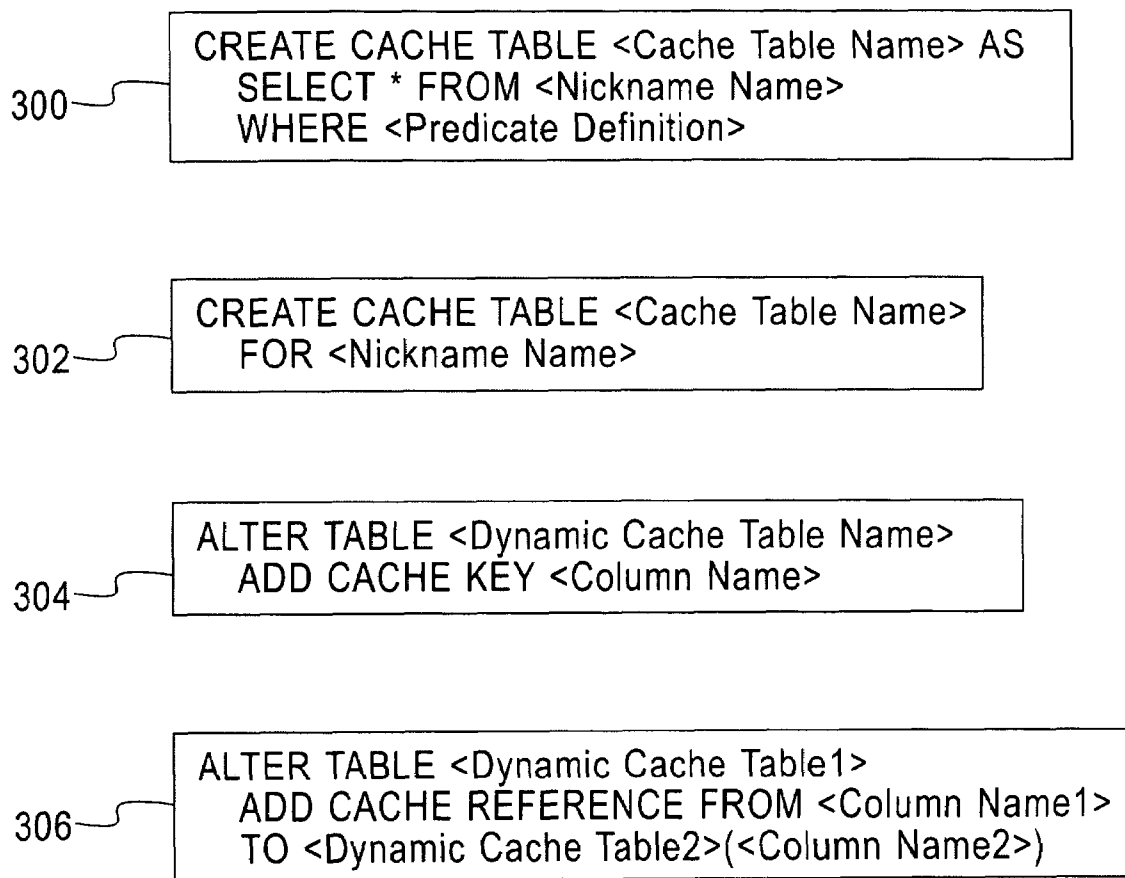 CREATE CACHE TABLE <Cache Table Name> AS
300
SELECT * FROM <Nickname Name>
WHERE <Predicate Definition>
CREATE CACHE TABLE <Cache Table Name>
302
FOR <Nickname Name>
ALTER TABLE <Dynamic Cache Table Name>
304
ADD CACHE KEY <Column Name>
ALTER TABLE <Dynamic Cache Table1>
306
ADD CACHE REFERENCE FROM <Column Name1>
TO <Dynamic Cache Table2>(<Column Name2>)